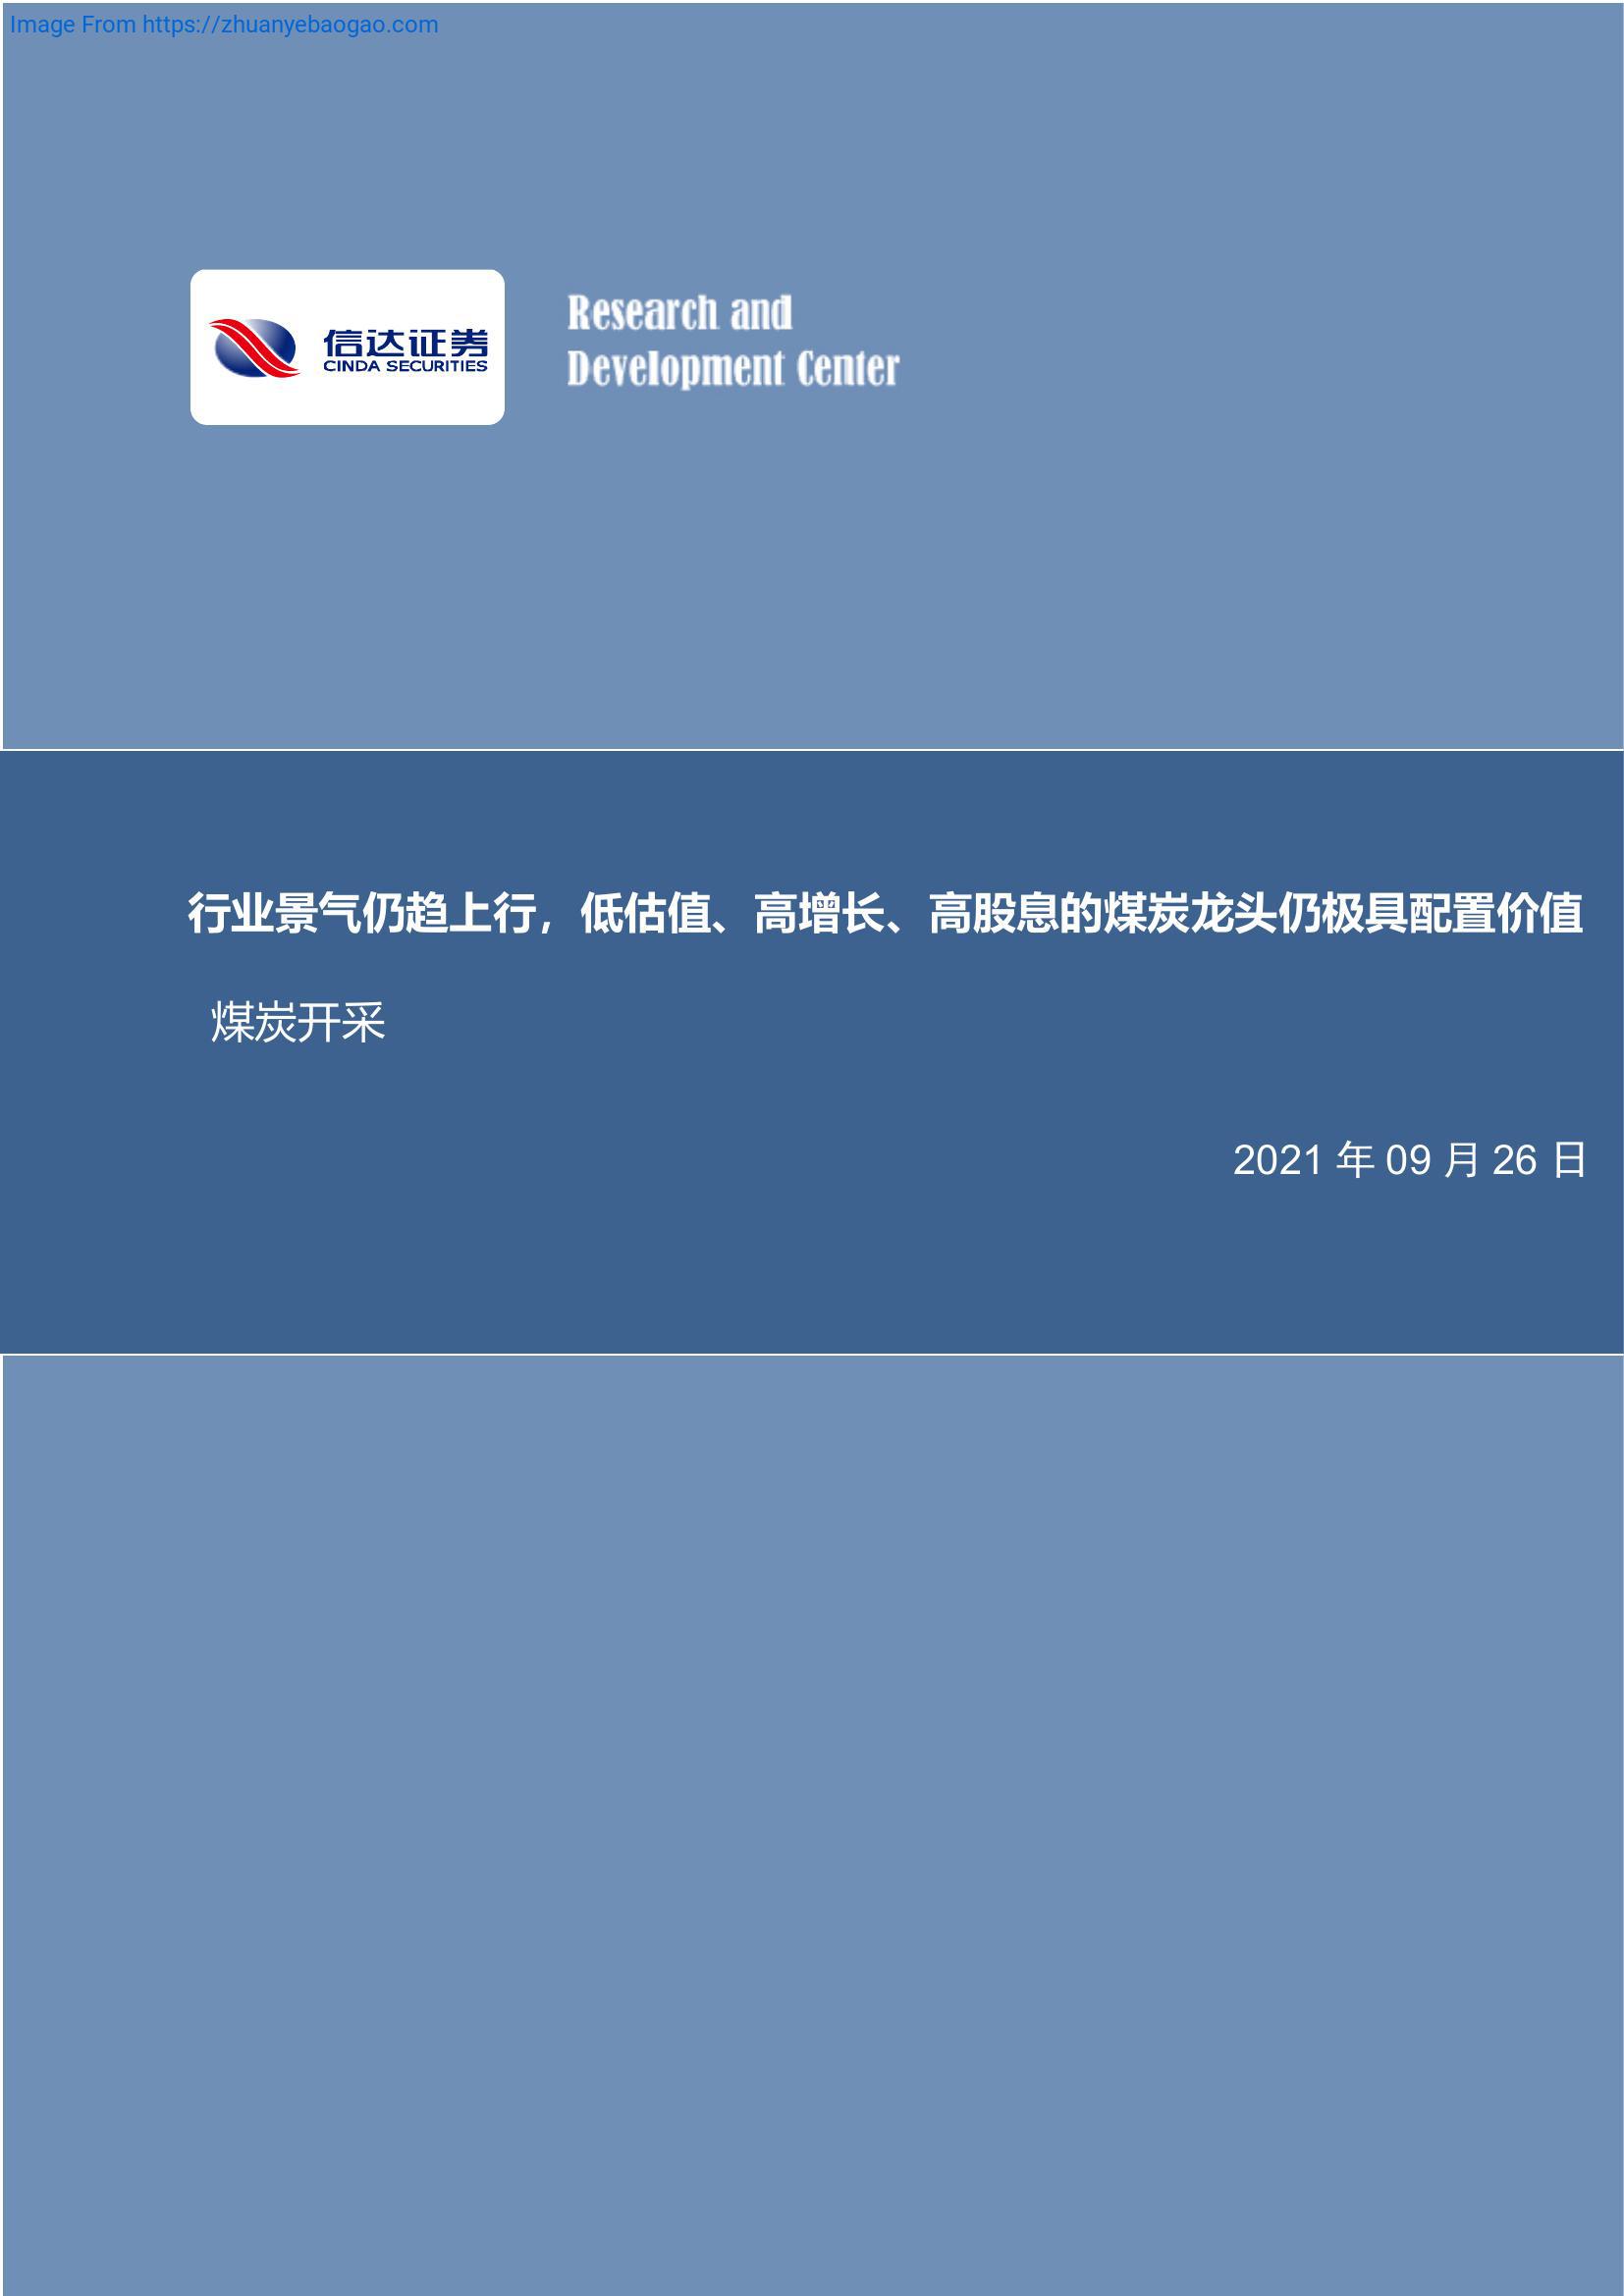 Image From https://zhuanyebaogao.com
信达证券
CINDA SECURITIES
Research and
Development Center
行业景气仍趋上行，低估值、高增长、高股息的煤炭龙头仍极具配置价值
煤炭开采
2021 年 09 月 26 日